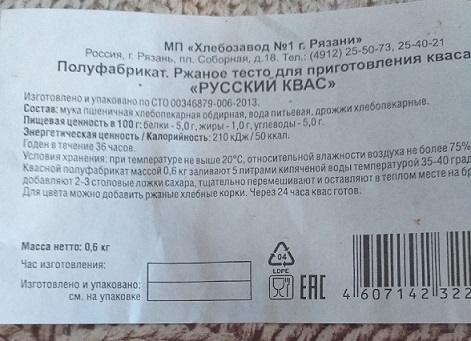 МП «Хлебозавод №1 г. Рязани»
Россия, г. Рязань, пл. Соборная, д.18. Тел.: (4912) 25-50-73, 25-40-21
Полуфабрикат. Ржаное тесто для приготовления кваса
«РУССКИЙ КВАС»
Изготовлено и упаковано по СТО 00346879-006-2013.
Состав: мука пшеничная хлебопекарная обдирная, вода питьевая, дрожжи хлебопекарные.
Пищевая ценность в 100 г: белки - 5,0 г, жиры - 1,0 г, углеводы - 5,0 г.
Энергетическая ценность / Калорийность: 210 кДж / 50 ккал.
Годен в течение 36 часов.
Условия хранения: при температуре не выше 20°С, относительной влажности воздуха не более 75%
Квасной полуфабрикат массой 0,6 кг заливают 5 литрами кипяченой воды температурой 35-40 град
добавляют 2-3 столовые ложки сахара, тщательно перемешивают и оставляют в теплом месте на бр
Для цвета можно добавить ржаные хлебные корки. Через 24 часа квас готов.
Масса нетто: 0,6 кг
Час изготовления:
Изготовлено и упаковано:
см. на упаковке
04
LDPE
ЕАС
4 607142 322